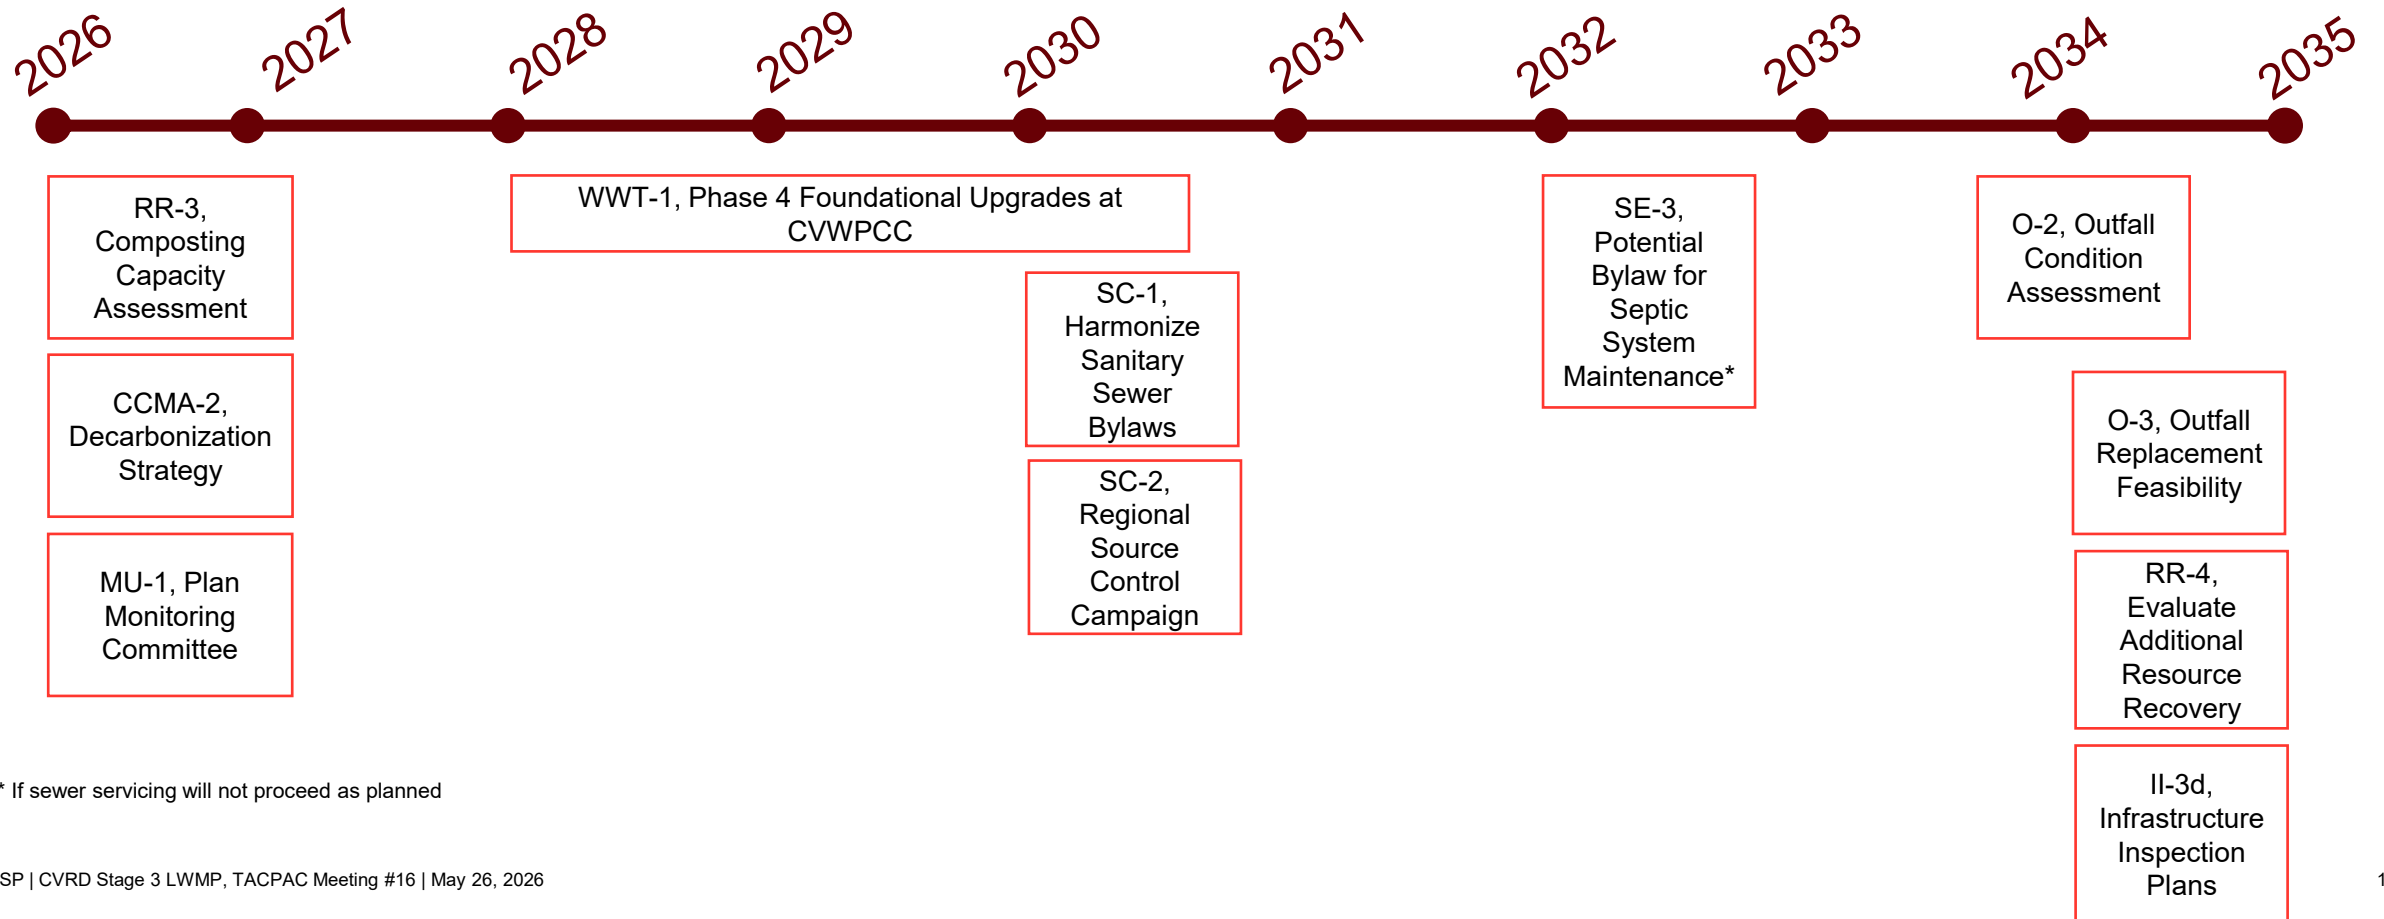 2026
2027
2028
2029
2030
2031
2032
2033
2034
2035
RR-3,
Composting
Capacity
Assessment
CCMA-2,
Decarbonization
Strategy
MU-1, Plan
Monitoring
Committee
WWT-1, Phase 4 Foundational Upgrades at
CVWPCC
SC-1,
Harmonize
Sanitary
Sewer
Bylaws
SC-2,
Regional
Source
Control
Campaign
SE-3,
Potential
Bylaw for
Septic
System
Maintenance*
O-2, Outfall
Condition
Assessment
O-3, Outfall
Replacement
Feasibility
RR-4,
Evaluate
Additional
Resource
Recovery
II-3d,
Infrastructure
Inspection
Plans
* If sewer servicing will not proceed as planned
SP | CVRD Stage 3 LWMP, TACPAC Meeting #16 | May 26, 2026
1